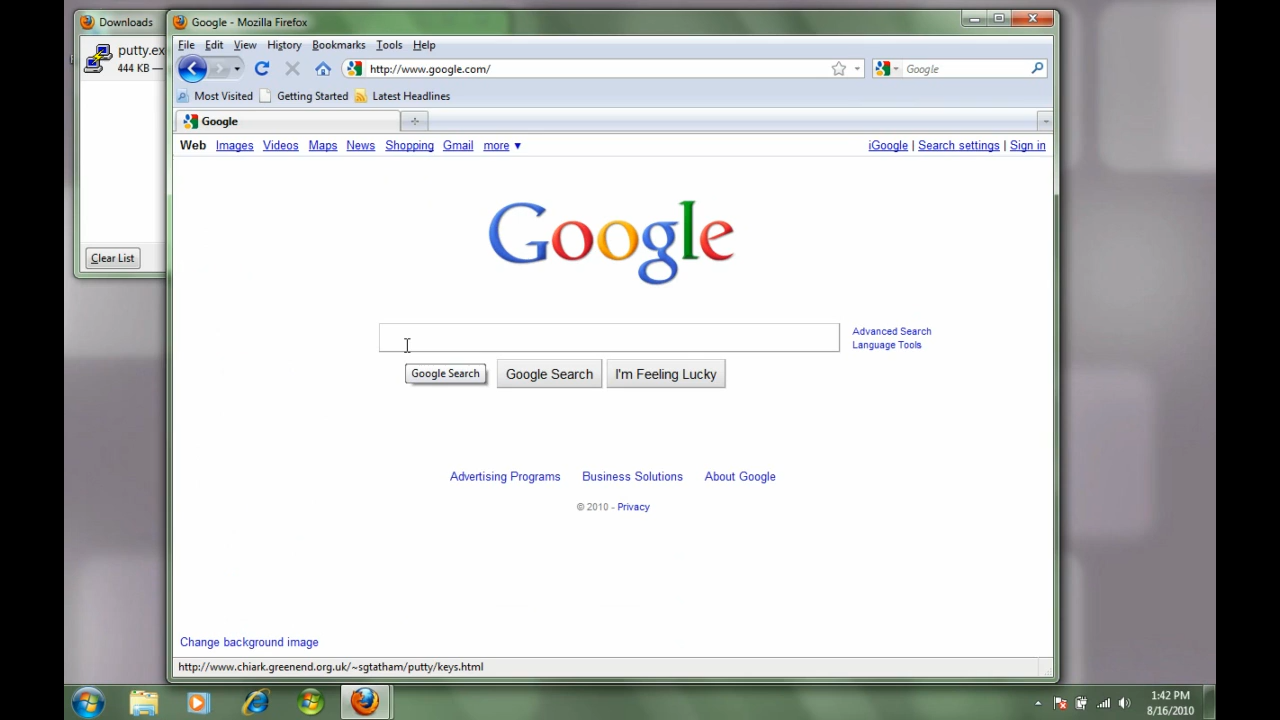 Downloads
putty.ex
444 KB —
Clear List
Google - Mozilla Firefox
File Edit View History Bookmarks Tools Help
http://www.google.com/
Google
Most Visited Getting Started Latest Headlines
Google
Web Images Videos Maps News Shopping Gmail more ▼
iGoogle | Search settings | Sign in
Google
Advanced Search
Language Tools
Google Search
Google Search I'm Feeling Lucky
Advertising Programs Business Solutions About Google
© 2010 - Privacy
Change background image
http://www.chiark.greenend.org.uk/~sgtatham/putty/keys.html
1:42 PM
8/16/2010